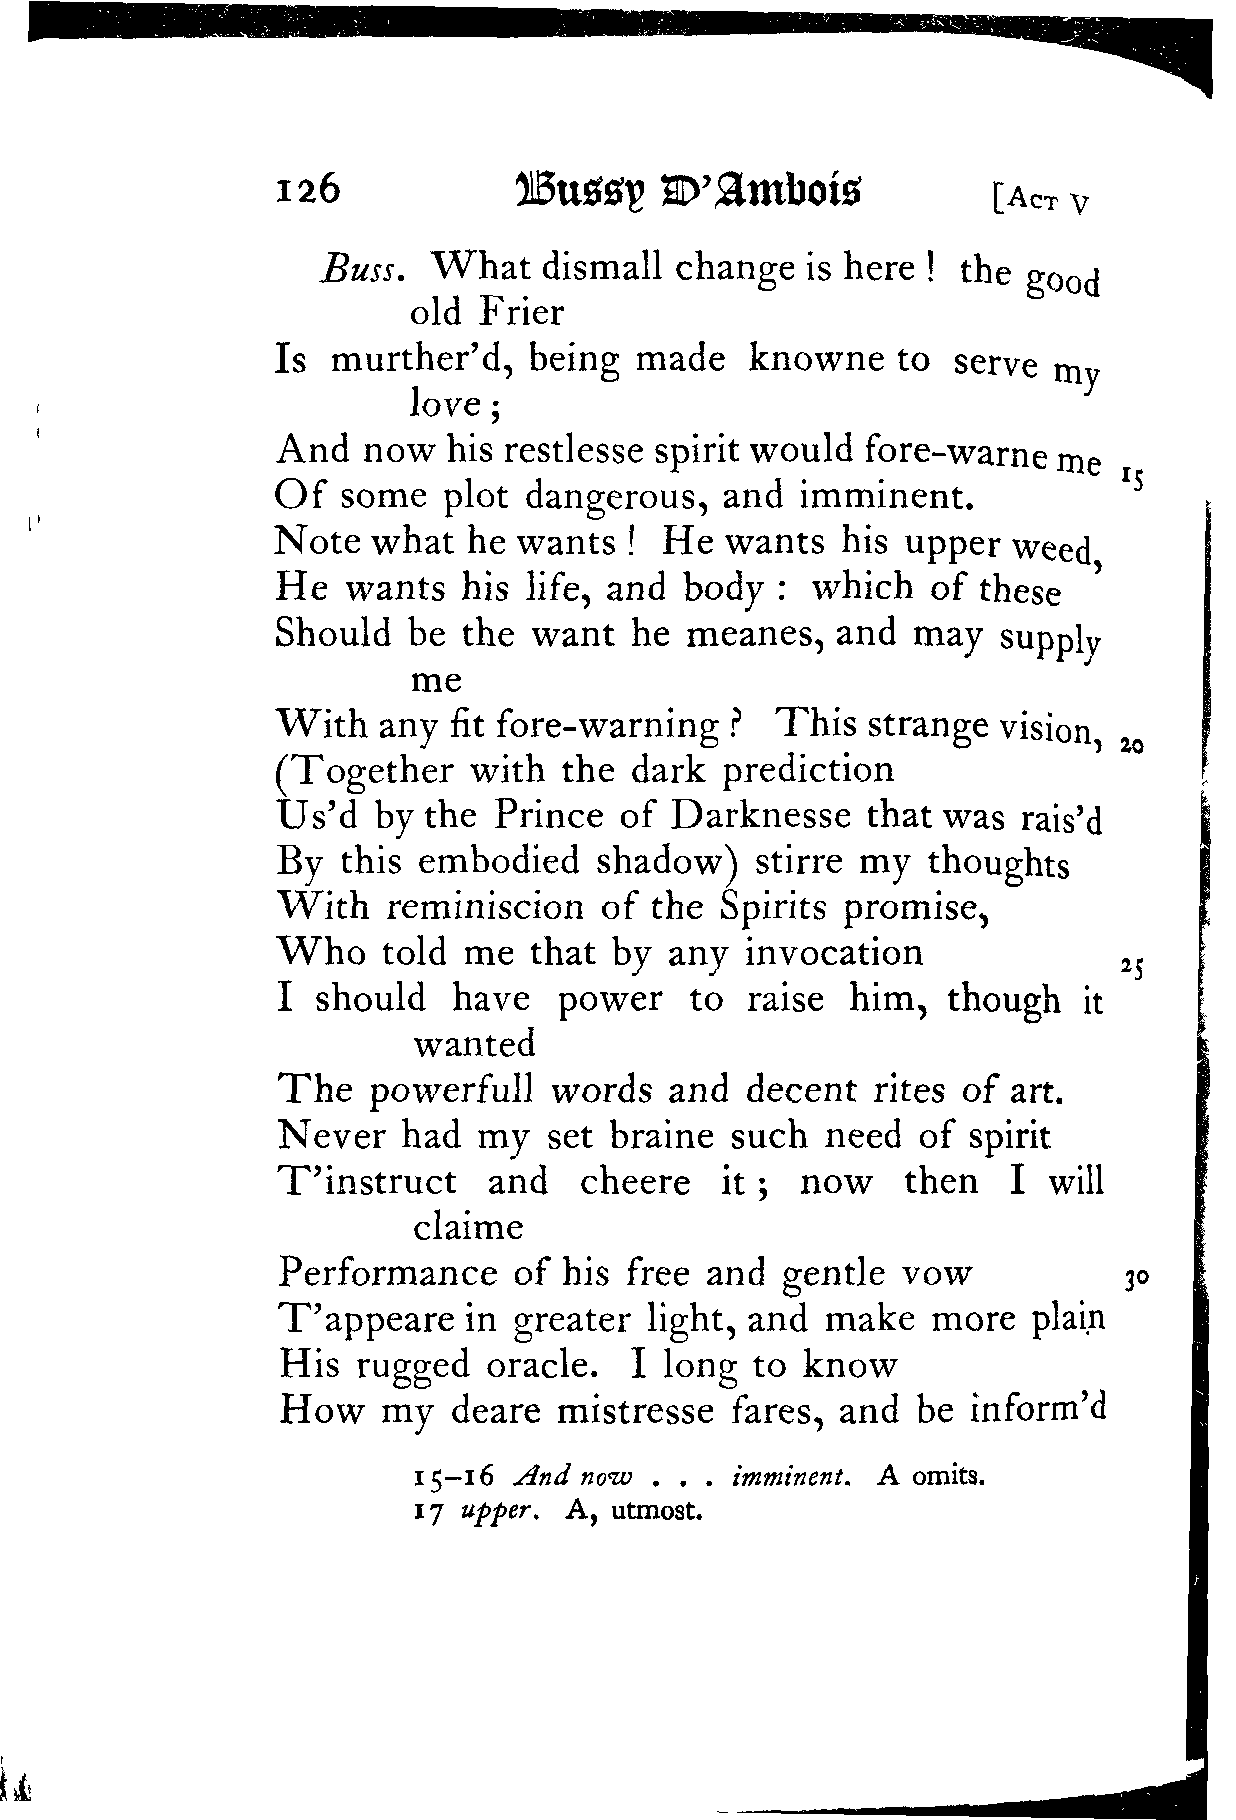 126 Bussy D'Ambois [ACT V
Buss. What dismall change is here ! the good
old Frier
Is murther'd, being made knowne to serve my
love ;
And now his restlesse spirit would fore-warne me 15
Of some plot dangerous, and imminent.
Note what he wants ! He wants his upper weed,
He wants his life, and body : which of these
Should be the want he meanes, and may supply
me
With any fit fore-warning ? This strange vision, 20
(Together with the dark prediction
Us'd by the Prince of Darknesse that was rais'd
By this embodied shadow) stirre my thoughts
With reminiscion of the Spirits promise,
Who told me that by any invocation 25
I should have power to raise him, though it
wanted
The powerfull words and decent rites of art.
Never had my set braine such need of spirit
T'instruct and cheere it ; now then I will
claime
Performance of his free and gentle vow 30
T'appeare in greater light, and make more plain
His rugged oracle. I long to know
How my deare mistresse fares, and be inform'd
15–16 And now . . . imminent. A omits.
17 upper. A, utmost.